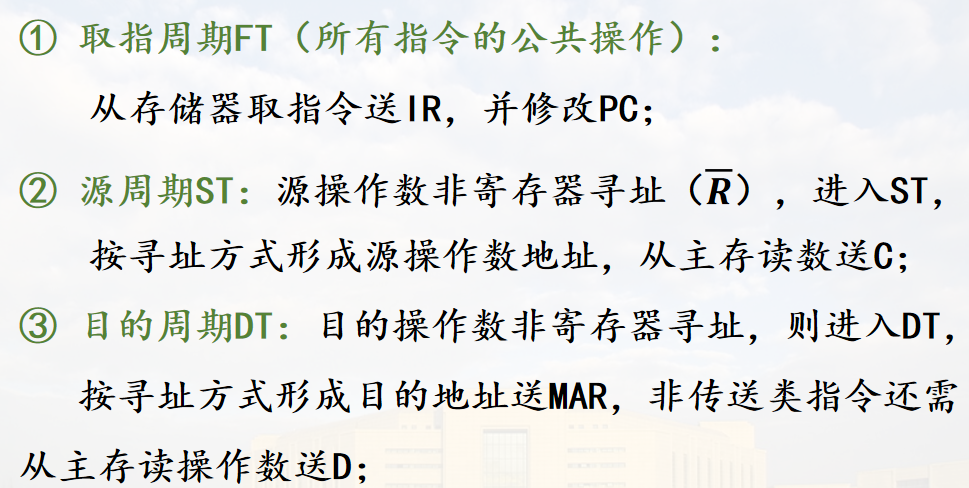 ① 取指周期FT（所有指令的公共操作）：
从存储器取指令送IR，并修改PC；
② 源周期ST：源操作数非寄存器寻址（R̅），进入ST，
按寻址方式形成源操作数地址，从主存读数送C；
③ 目的周期DT：目的操作数非寄存器寻址，则进入DT，
按寻址方式形成目的地址送MAR，非传送类指令还需
从主存读操作数送D；